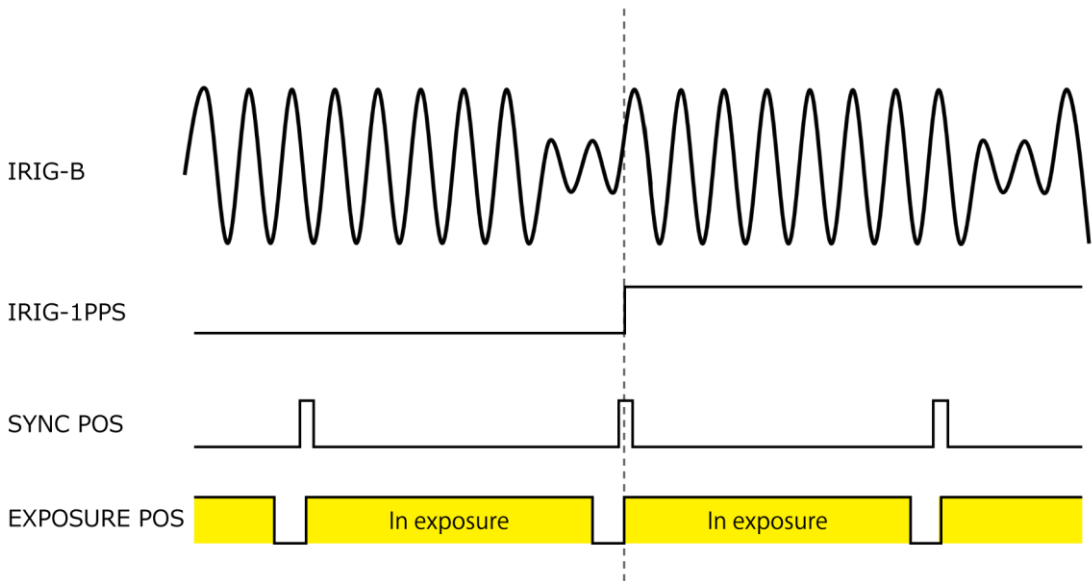 IRIG-B
IRIG-1PPS
SYNC POS
EXPOSURE POS
In exposure
In exposure